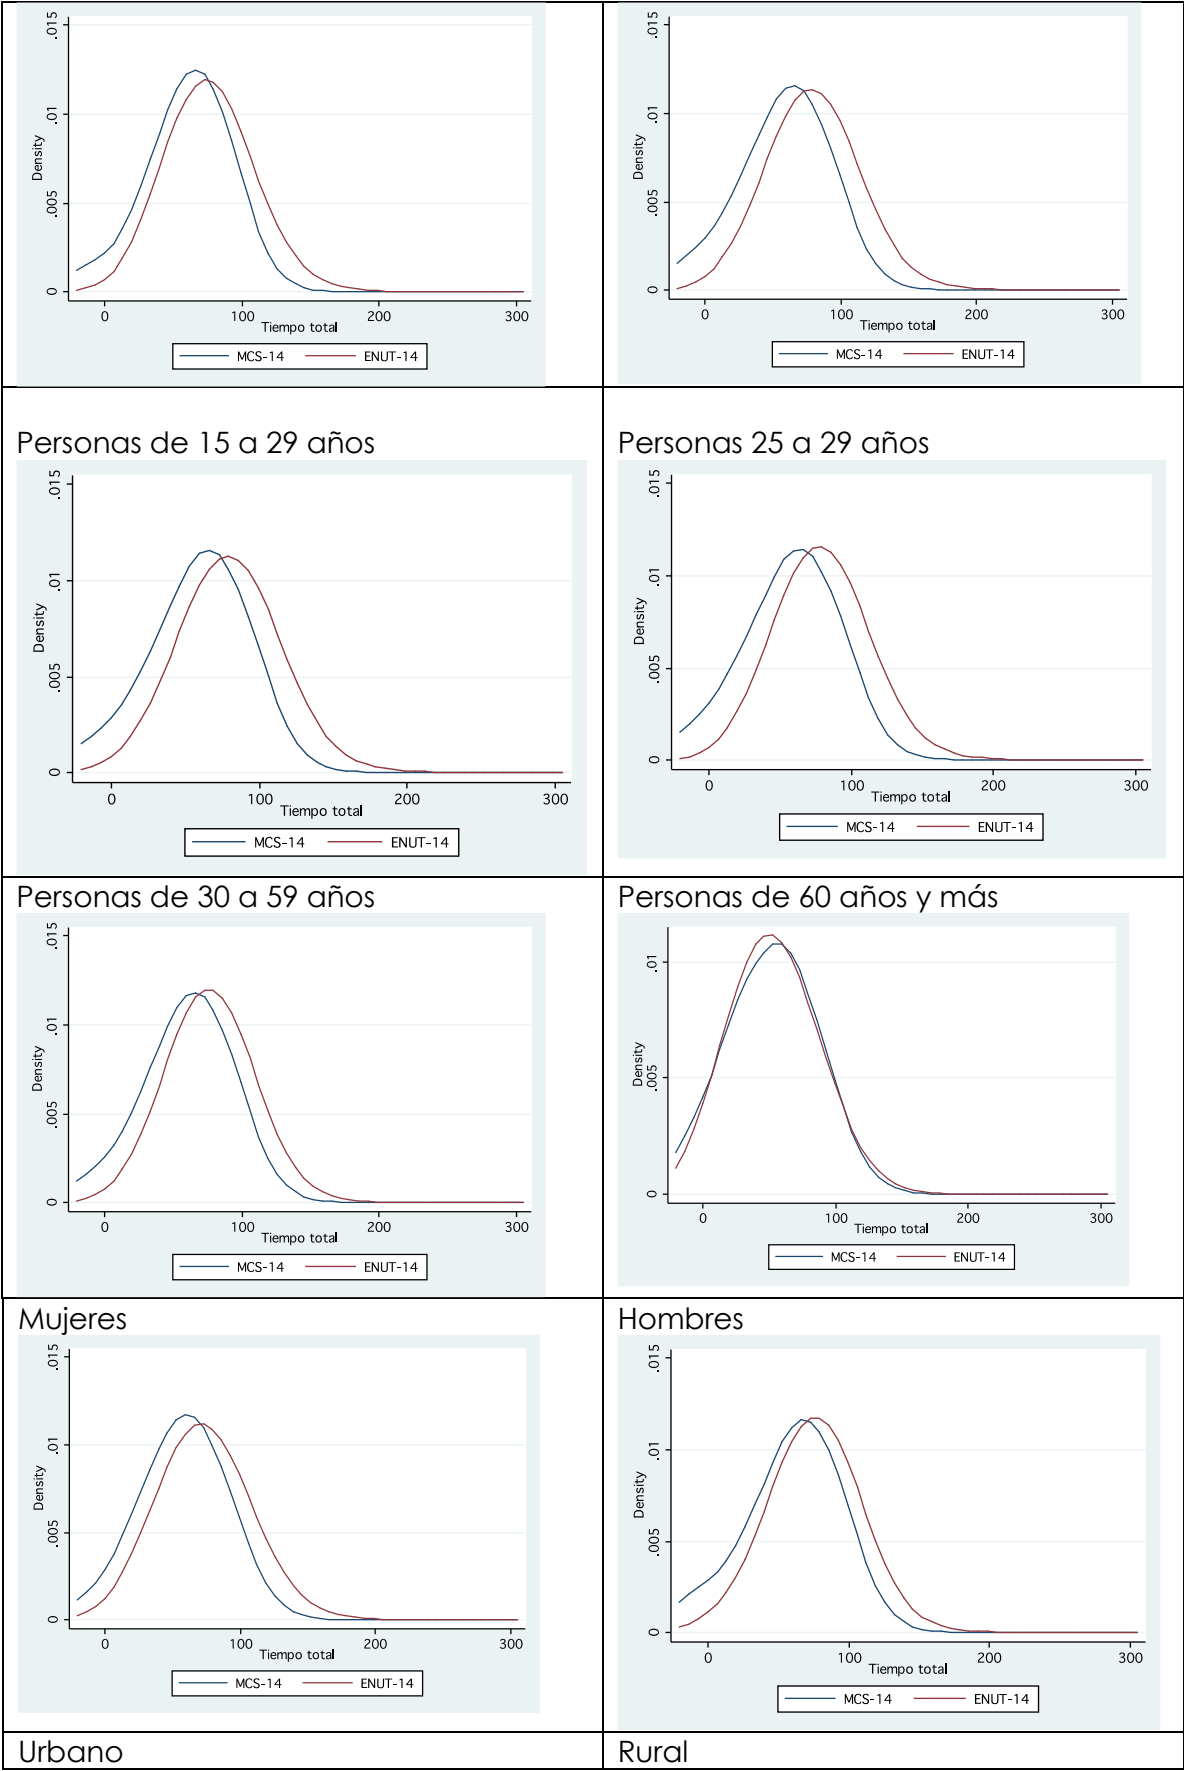 .015
.01
Density
.005
0
0 100 200 300
Tiempo total
MCS-14 ENUT-14
.015
.01
Density
.005
0
0 100 200 300
Tiempo total
MCS-14 ENUT-14
Personas de 15 a 29 años
.015
.01
Density
.005
0
0 100 200 300
Tiempo total
MCS-14 ENUT-14
Personas 25 a 29 años
.015
.01
Density
.005
0
0 100 200 300
Tiempo total
MCS-14 ENUT-14
Personas de 30 a 59 años
.015
.01
Density
.005
0
0 100 200 300
Tiempo total
MCS-14 ENUT-14
Personas de 60 años y más
.01
Density
.005
0
0 100 200 300
Tiempo total
MCS-14 ENUT-14
Mujeres
.015
.01
Density
.005
0
0 100 200 300
Tiempo total
MCS-14 ENUT-14
Hombres
.015
.01
Density
.005
0
0 100 200 300
Tiempo total
MCS-14 ENUT-14
Urbano
Rural